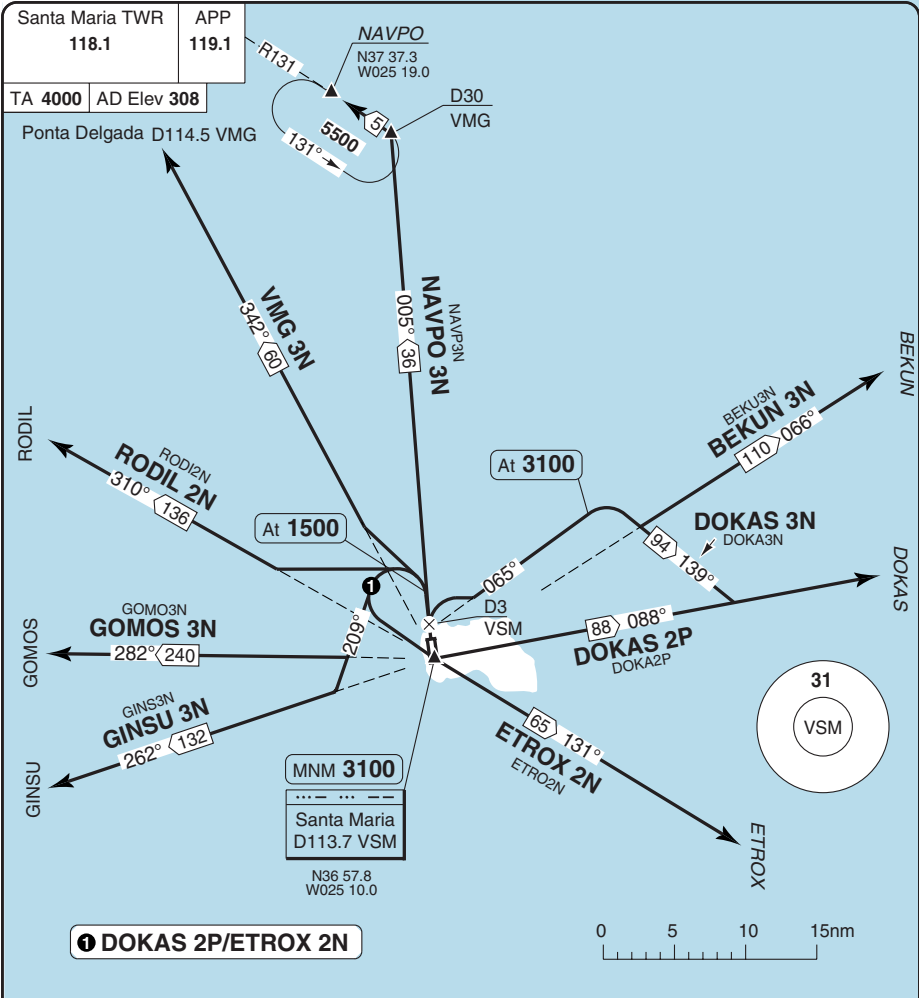 Santa Maria TWR
118.1
APP
119.1
TA 4000
AD Elev 308
Ponta Delgada D114.5 VMG
R131
NAVPO
N37 37.3
W025 19.0
D30
VMG
5
5500
131°
VMG 3N
342° 60
NAVPO 3N
NAVP3N
005° 36
RODIL
RODI2N
RODIL 2N
310° 136
At 1500
At 3100
BEKUN
BEKU3N
BEKUN 3N
110 066°
DOKAS 3N
DOKA3N
94 139°
065°
DOKAS
D3
VSM
88 088°
DOKAS 2P
DOKA2P
1
209°
GOMOS
GOMO3N
GOMOS 3N
282° 240
GINSU
GINS3N
GINSU 3N
262° 132
65 131°
ETROX 2N
ETRO2N
ETROX
31
VSM
MNM 3100
Santa Maria
D113.7 VSM
N36 57.8
W025 10.0
1 DOKAS 2P/ETROX 2N
0 5 10 15nm